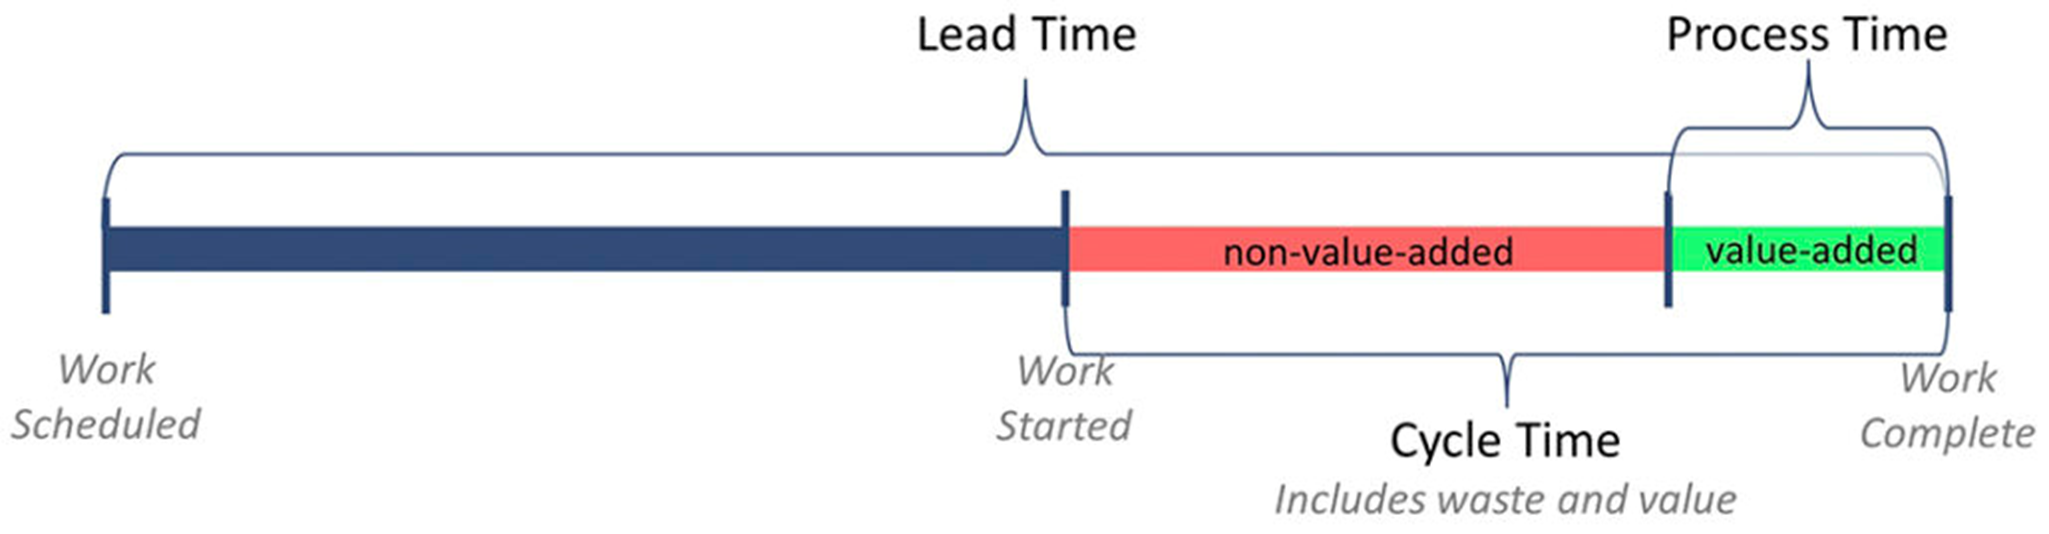 Lead Time
Process Time
non-value-added
value-added
Work
Scheduled
Work
Started
Work
Complete
Cycle Time
Includes waste and value